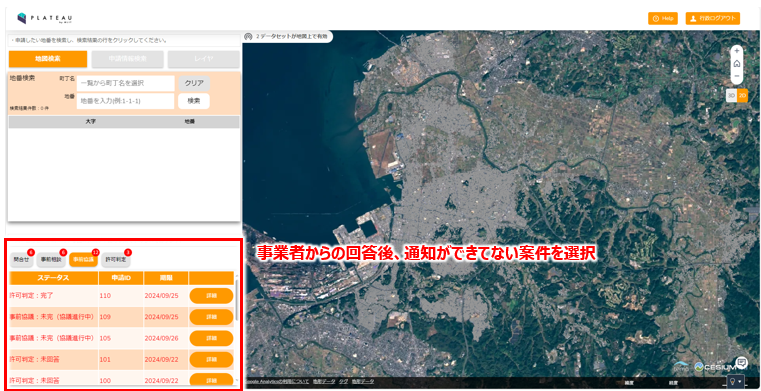 PLATEAU
by MLIT
Help
行政ログアウト
・申請したい地番を検索し、検索結果の行をクリックしてください。
2 データセットが地図上で有効
地図検索
申請情報検索
レイヤ
地番検索
町丁名
一覧から町丁名を選択
クリア
地番
地番を入力(例:1-1-1)
検索
検索結果件数:0件
大字
地番
3D
2D
問合せ
4
事前相談
8
事前協議
12
許可判定
3
事業者からの回答後、通知ができてない案件を選択
ステータス
申請ID
期限
許可判定:完了
110
2024/09/25
詳細
事前協議:未完(協議進行中)
109
2024/09/25
詳細
事前協議:未完(協議進行中)
105
2024/09/26
詳細
許可判定:未回答
101
2024/09/22
詳細
許可判定:未回答
100
2024/09/22
詳細
Google Analyticsの利用について 地形データ タグ 地形データ
CESIUM
緯度
経度